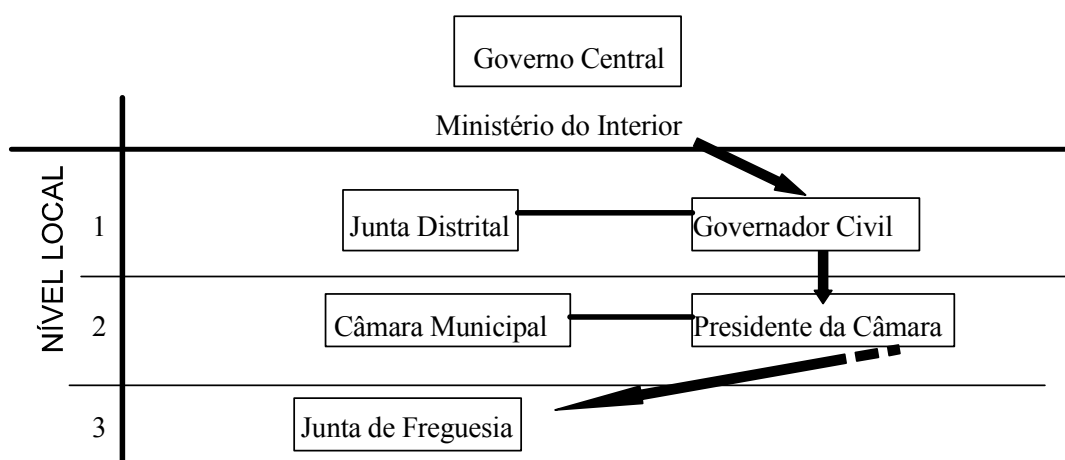 Governo Central
Ministério do Interior
NÍVEL LOCAL
1
Junta Distrital
Governador Civil
2
Câmara Municipal
Presidente da Câmara
3
Junta de Freguesia